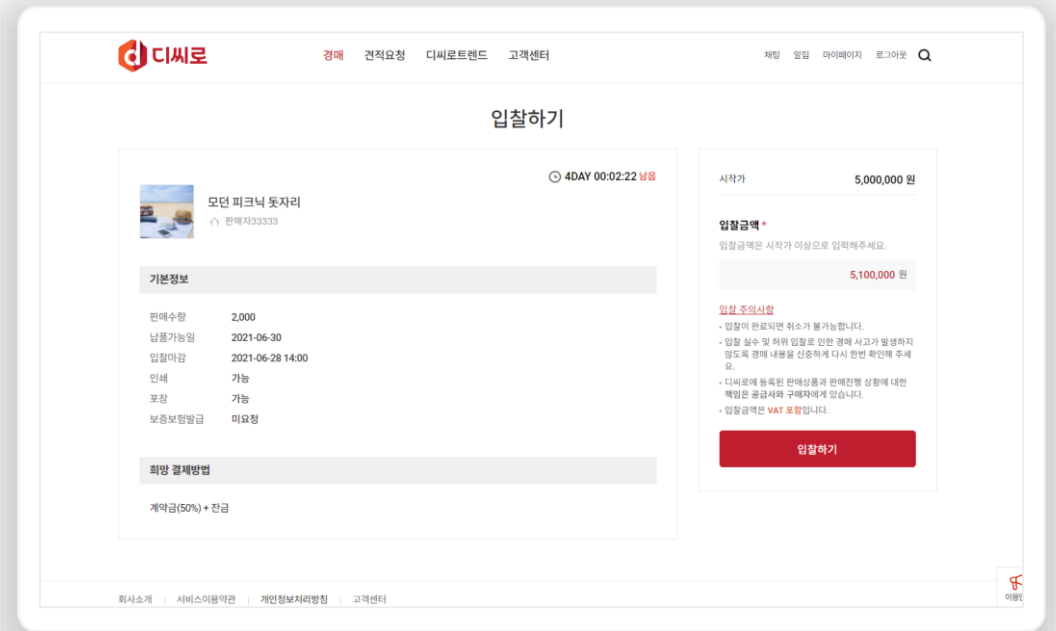 디씨로
경매 견적요청 디씨로트렌드 고객센터
채팅 알림 마이페이지 로그아웃
입찰하기
4DAY 00:02:22 남음
모던 피크닉 돗자리
판매자33333
기본정보
판매수량 2,000
납품가능일 2021-06-30
입찰마감 2021-06-28 14:00
인쇄 가능
포장 가능
보증보험발급 미요청
희망 결제방법
계약금(50%) + 잔금
시작가 5,000,000 원
입찰금액 *
입찰금액은 시작가 이상으로 입력해주세요.
5,100,000 원
입찰 주의사항
• 입찰이 완료되면 취소가 불가능합니다.
• 입찰 실수 및 허위 입찰로 인한 경매 사고가 발생하지
않도록 경매 내용을 신중하게 다시 한번 확인해 주세
요.
• 디씨로에 등록된 판매상품과 판매진행 상황에 대한
책임은 공급사와 구매자에게 있습니다.
• 입찰금액은 VAT 포함입니다.
입찰하기
회사소개 | 서비스이용약관 | 개인정보처리방침 | 고객센터